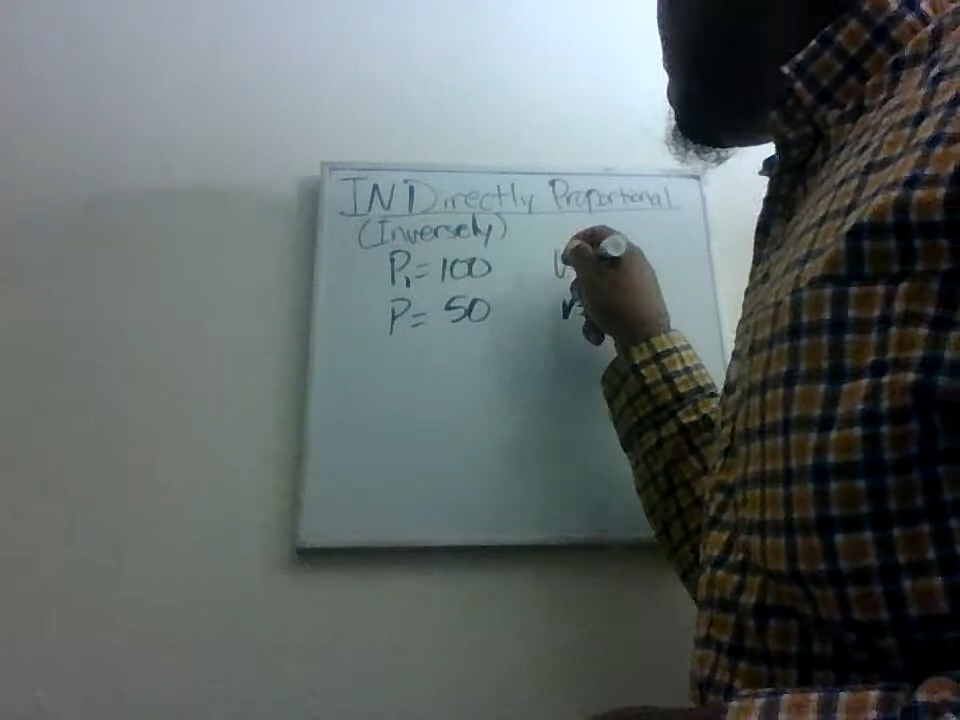 INDirectly Proportional
(Inversely)
P₁= 100 V
P= 50 V=